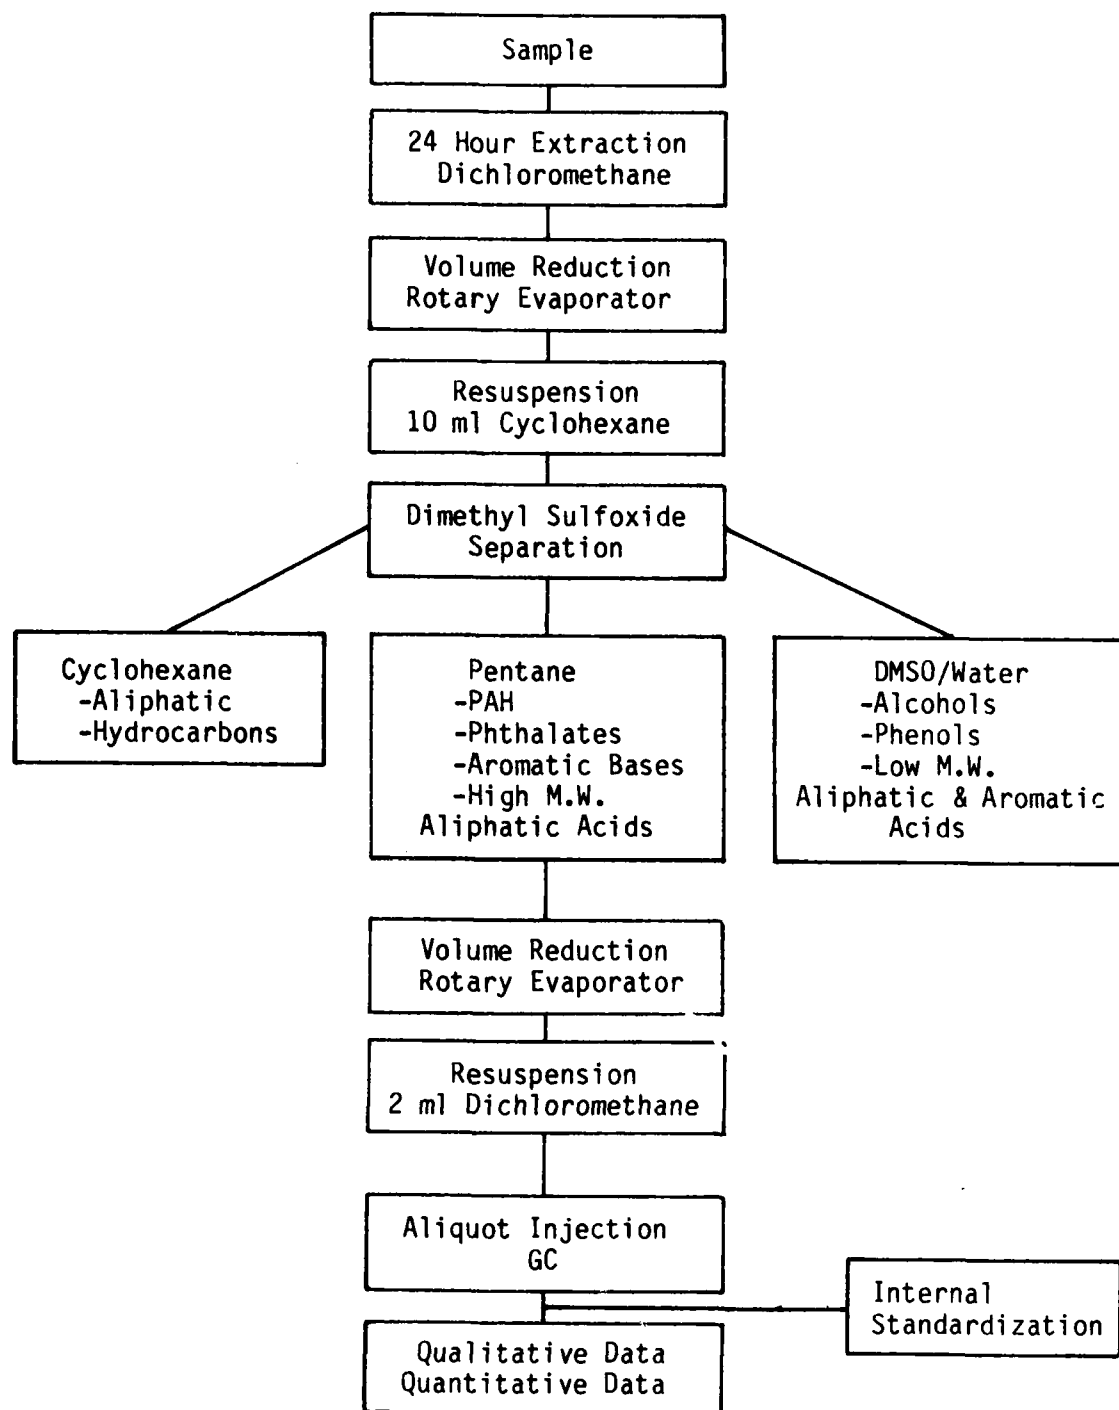 Sample
24 Hour Extraction
Dichloromethane
Volume Reduction
Rotary Evaporator
Resuspension
10 ml Cyclohexane
Dimethyl Sulfoxide
Separation
Cyclohexane
-Aliphatic
-Hydrocarbons
Pentane
-PAH
-Phthalates
-Aromatic Bases
-High M.W.
Aliphatic Acids
DMSO/Water
-Alcohols
-Phenols
-Low M.W.
Aliphatic & Aromatic
Acids
Volume Reduction
Rotary Evaporator
Resuspension
2 ml Dichloromethane
Aliquot Injection
GC
Internal
Standardization
Qualitative Data
Quantitative Data